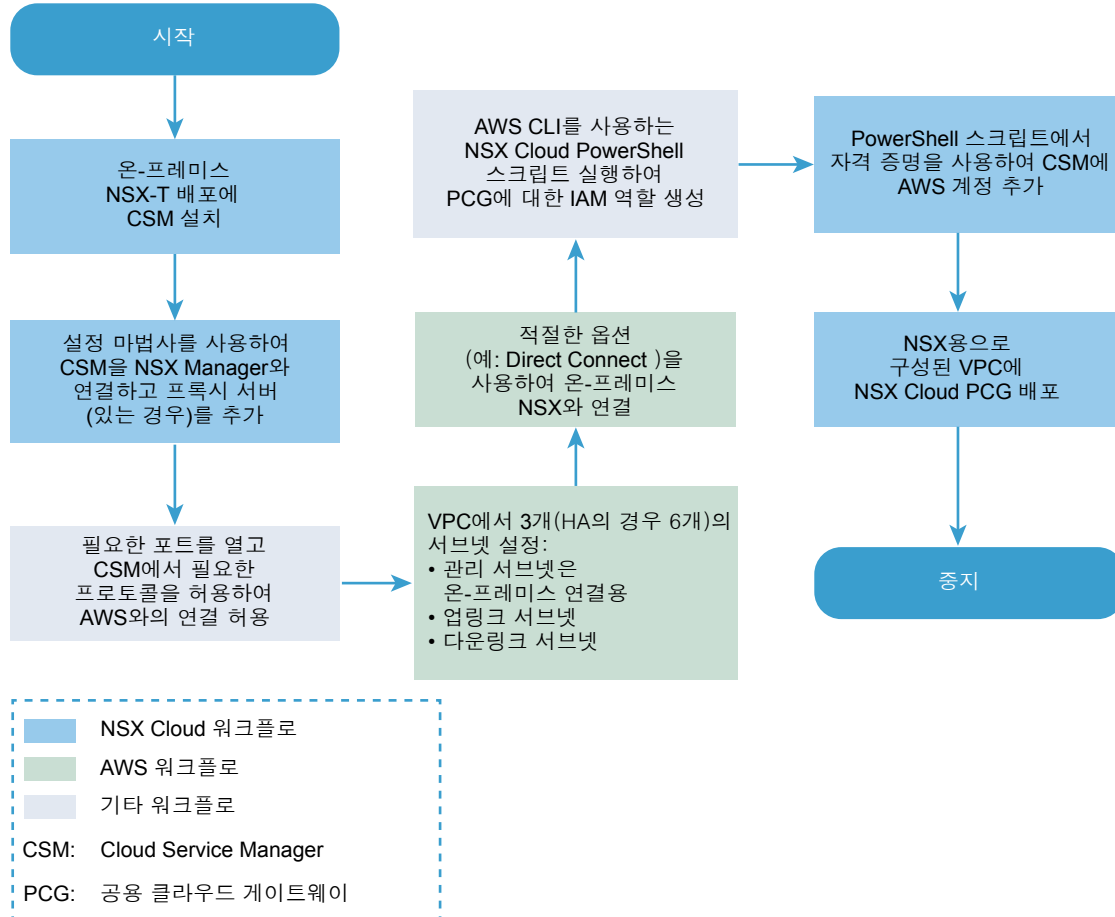 시작
온-프레미스
NSX-T 배포에
CSM 설치
설정 마법사를 사용하여
CSM을 NSX Manager와
연결하고 프록시 서버
(있는 경우)를 추가
필요한 포트를 열고
CSM에서 필요한
프로토콜을 허용하여
AWS와의 연결 허용
VPC에서 3개(HA의 경우 6개)의
서브넷 설정:
• 관리 서브넷은
온-프레미스 연결용
• 업링크 서브넷
• 다운링크 서브넷
적절한 옵션
(예: Direct Connect )을
사용하여 온-프레미스
NSX와 연결
AWS CLI를 사용하는
NSX Cloud PowerShell
스크립트 실행하여
PCG에 대한 IAM 역할 생성
PowerShell 스크립트에서
자격 증명을 사용하여 CSM에
AWS 계정 추가
NSX용으로
구성된 VPC에
NSX Cloud PCG 배포
중지
NSX Cloud 워크플로
AWS 워크플로
기타 워크플로
CSM: Cloud Service Manager
PCG: 공용 클라우드 게이트웨이